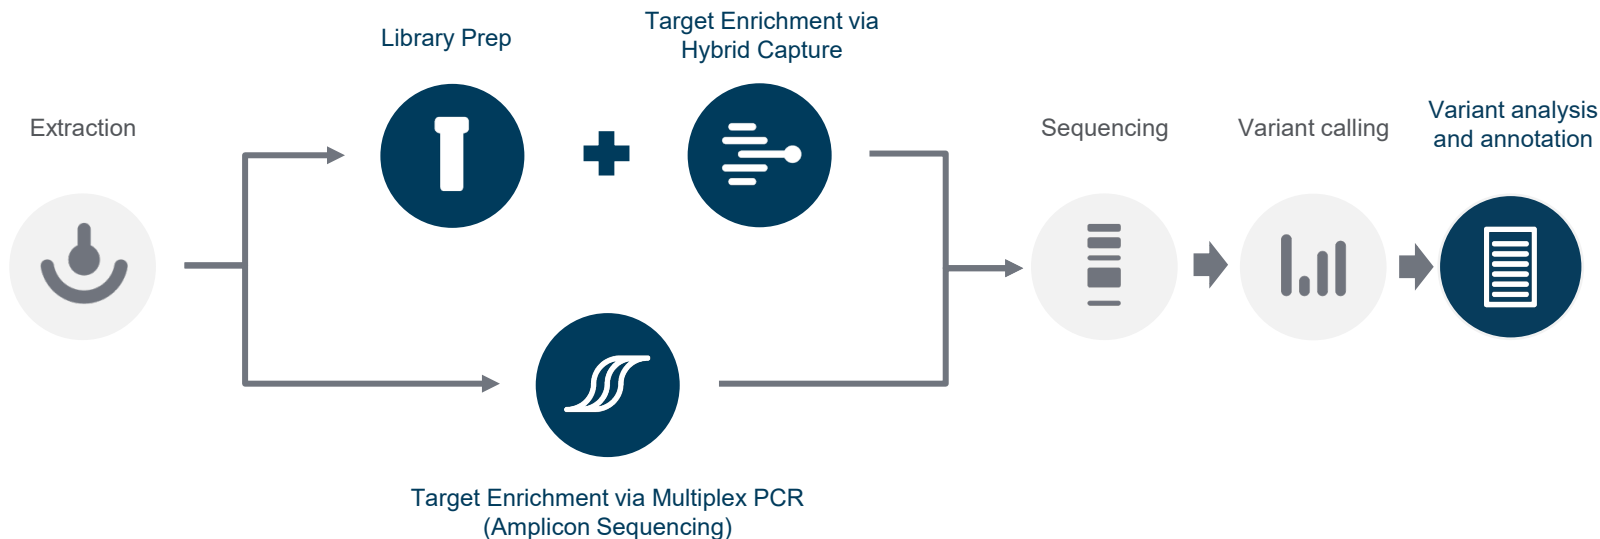 Extraction
Library Prep
Target Enrichment via
Hybrid Capture
Target Enrichment via Multiplex PCR
(Amplicon Sequencing)
Sequencing
Variant calling
Variant analysis
and annotation